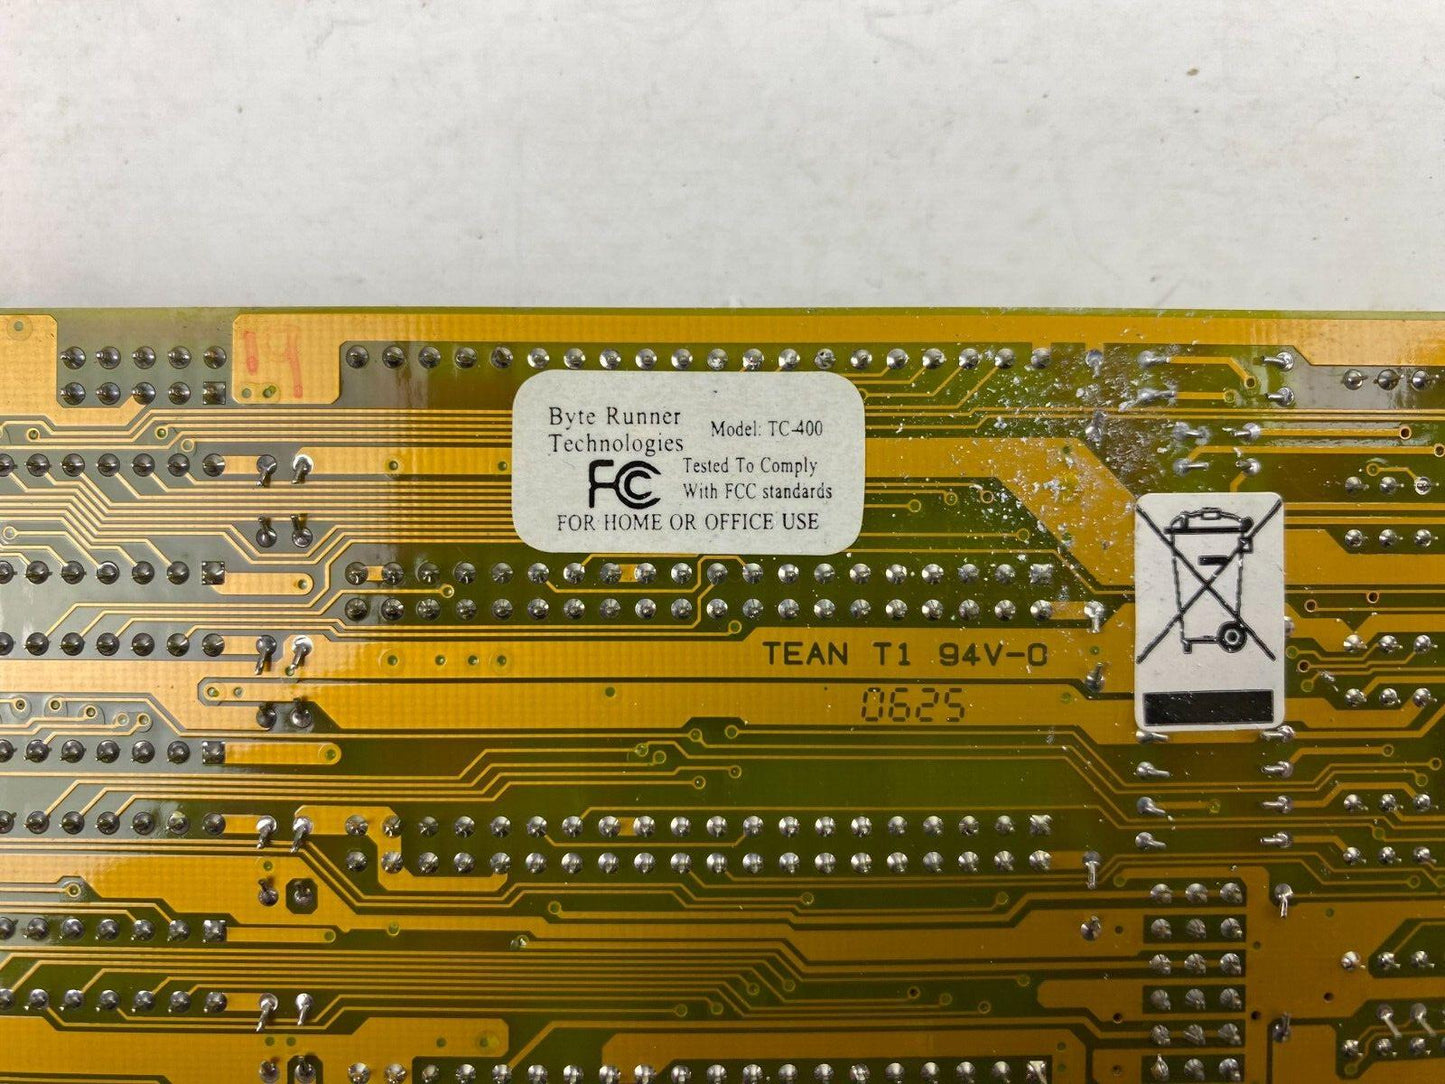 Byte Runner
Technologies
Model: TC-400
FC
Tested To Comply
With FCC standards
FOR HOME OR OFFICE USE
TEAN T1 94V-0
0625